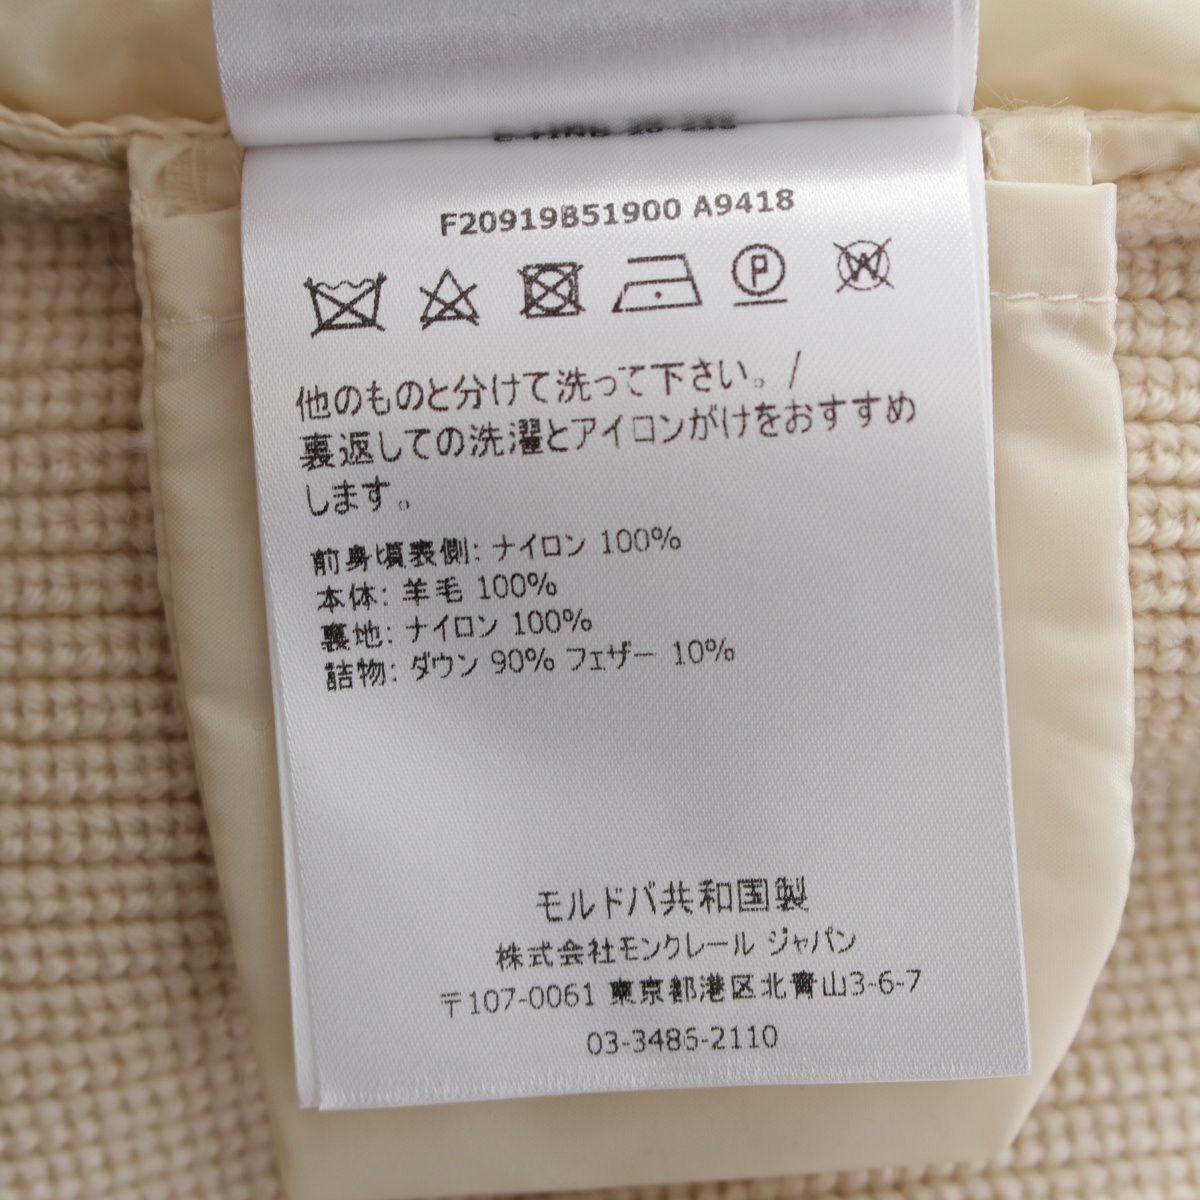 F20919B51900 A9418
P
W
他のものと分けて洗って下さい。/
裏返しての洗濯とアイロンがけをおすすめ
します。
前身頃表側: ナイロン 100%
本体: 羊毛 100%
裏地: ナイロン 100%
詰物: ダウン 90% フェザー 10%
モルドバ共和国製
株式会社モンクレール ジャパン
〒107-0061 東京都港区北青山3-6-7
03-3486-2110